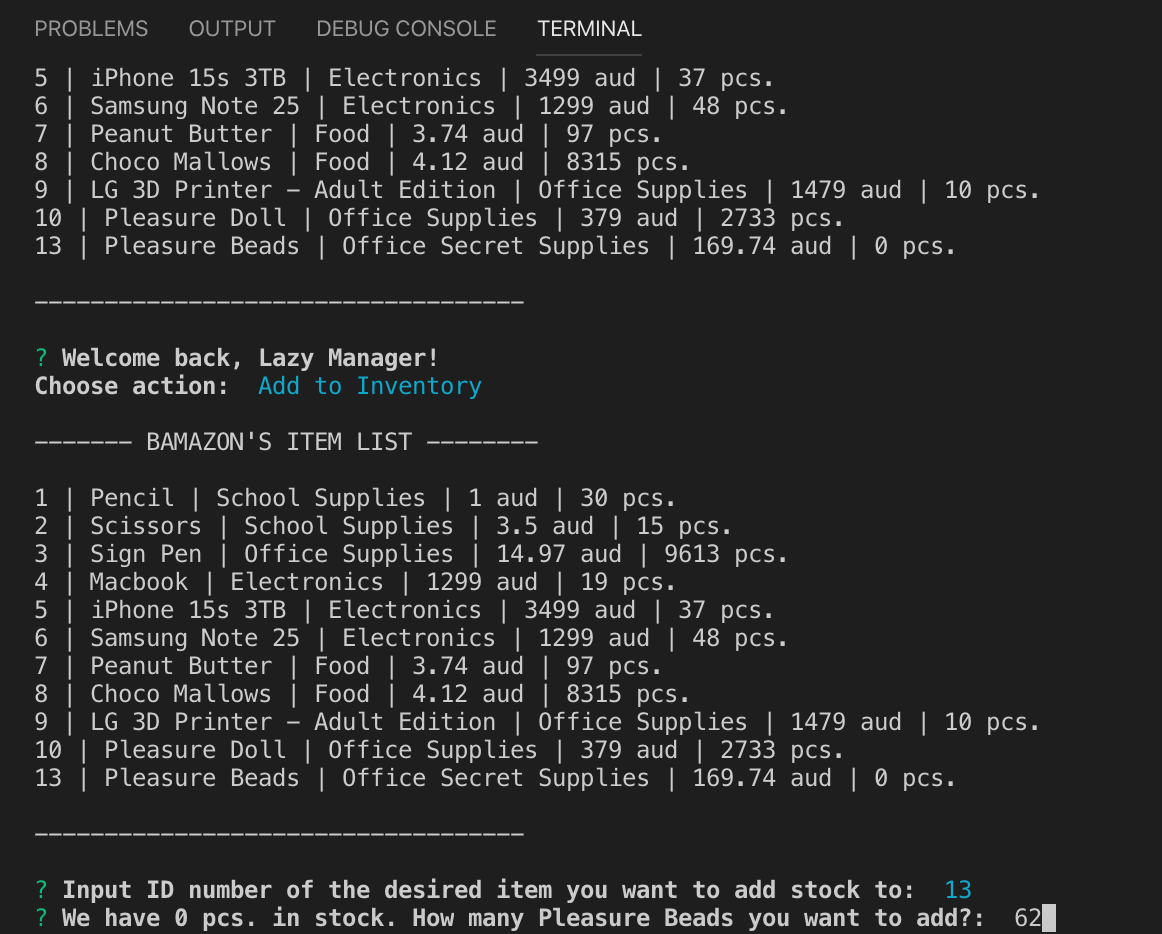 PROBLEMS OUTPUT DEBUG CONSOLE TERMINAL
5 | iPhone 15s 3TB | Electronics | 3499 aud | 37 pcs.
6 | Samsung Note 25 | Electronics | 1299 aud | 48 pcs.
7 | Peanut Butter | Food | 3.74 aud | 97 pcs.
8 | Choco Mallows | Food | 4.12 aud | 8315 pcs.
9 | LG 3D Printer – Adult Edition | Office Supplies | 1479 aud | 10 pcs.
10 | Pleasure Doll | Office Supplies | 379 aud | 2733 pcs.
13 | Pleasure Beads | Office Secret Supplies | 169.74 aud | 0 pcs.
-----------------------------------
? Welcome back, Lazy Manager!
Choose action:  Add to Inventory
------- BAMAZON'S ITEM LIST --------
1 | Pencil | School Supplies | 1 aud | 30 pcs.
2 | Scissors | School Supplies | 3.5 aud | 15 pcs.
3 | Sign Pen | Office Supplies | 14.97 aud | 9613 pcs.
4 | Macbook | Electronics | 1299 aud | 19 pcs.
5 | iPhone 15s 3TB | Electronics | 3499 aud | 37 pcs.
6 | Samsung Note 25 | Electronics | 1299 aud | 48 pcs.
7 | Peanut Butter | Food | 3.74 aud | 97 pcs.
8 | Choco Mallows | Food | 4.12 aud | 8315 pcs.
9 | LG 3D Printer – Adult Edition | Office Supplies | 1479 aud | 10 pcs.
10 | Pleasure Doll | Office Supplies | 379 aud | 2733 pcs.
13 | Pleasure Beads | Office Secret Supplies | 169.74 aud | 0 pcs.
-----------------------------------
? Input ID number of the desired item you want to add stock to:  13
? We have 0 pcs. in stock. How many Pleasure Beads you want to add?:  62